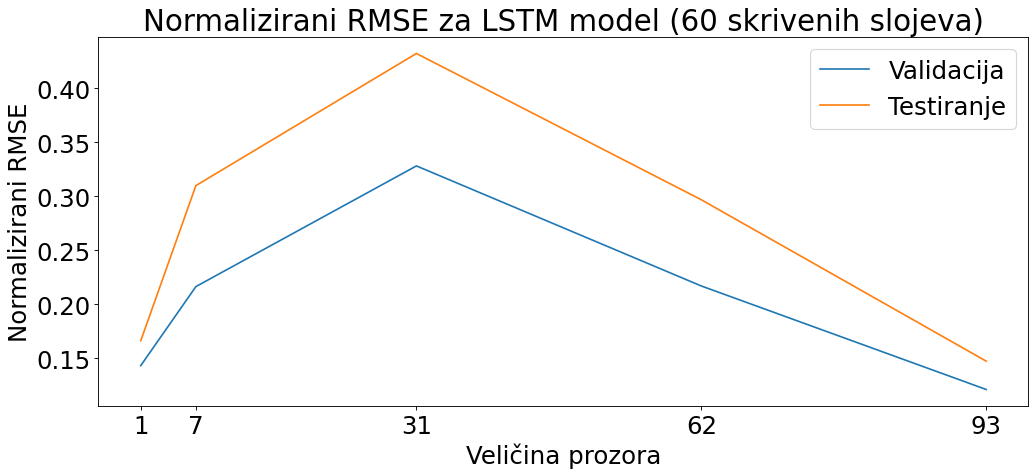 Normalizirani RMSE za LSTM model (60 skrivenih slojeva)
Normalizirani RMSE
0.40
0.35
0.30
0.25
0.20
0.15
Validacija
Testiranje
1 7 31 62 93
Veličina prozora